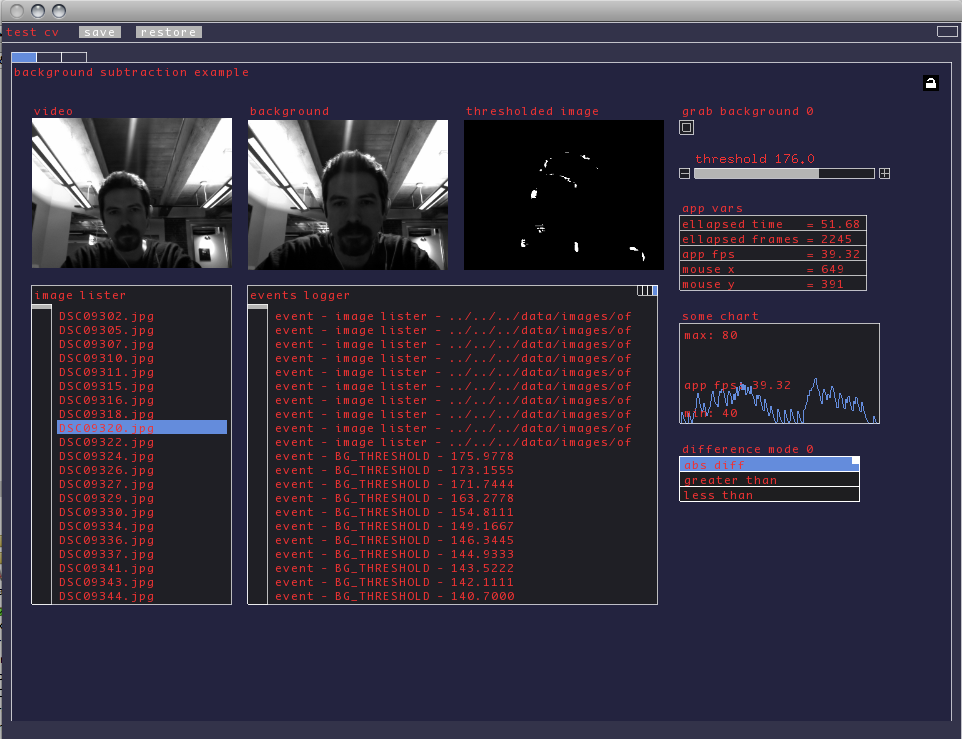 test cv save restore
background subtraction example
video
background
thresholded image
grab background 0
threshold 176.0
app vars
ellapsed time = 51.68
ellapsed frames = 2245
app fps = 39.32
mouse x = 649
mouse y = 391
image lister
DSC09302.jpg
DSC09305.jpg
DSC09307.jpg
DSC09310.jpg
DSC09311.jpg
DSC09315.jpg
DSC09316.jpg
DSC09318.jpg
DSC09320.jpg
DSC09322.jpg
DSC09324.jpg
DSC09326.jpg
DSC09327.jpg
DSC09329.jpg
DSC09330.jpg
DSC09334.jpg
DSC09336.jpg
DSC09337.jpg
DSC09341.jpg
DSC09343.jpg
DSC09344.jpg
events logger
event - image lister - ../../../data/images/of
event - image lister - ../../../data/images/of
event - image lister - ../../../data/images/of
event - image lister - ../../../data/images/of
event - image lister - ../../../data/images/of
event - image lister - ../../../data/images/of
event - image lister - ../../../data/images/of
event - image lister - ../../../data/images/of
event - image lister - ../../../data/images/of
event - image lister - ../../../data/images/of
event - BG_THRESHOLD - 175.9778
event - BG_THRESHOLD - 173.1555
event - BG_THRESHOLD - 171.7444
event - BG_THRESHOLD - 163.2778
event - BG_THRESHOLD - 154.8111
event - BG_THRESHOLD - 149.1667
event - BG_THRESHOLD - 146.3445
event - BG_THRESHOLD - 144.9333
event - BG_THRESHOLD - 143.5222
event - BG_THRESHOLD - 142.1111
event - BG_THRESHOLD - 140.7000
some chart
max: 80
app fps 39.32
min: 40
difference mode 0
abs diff
greater than
less than